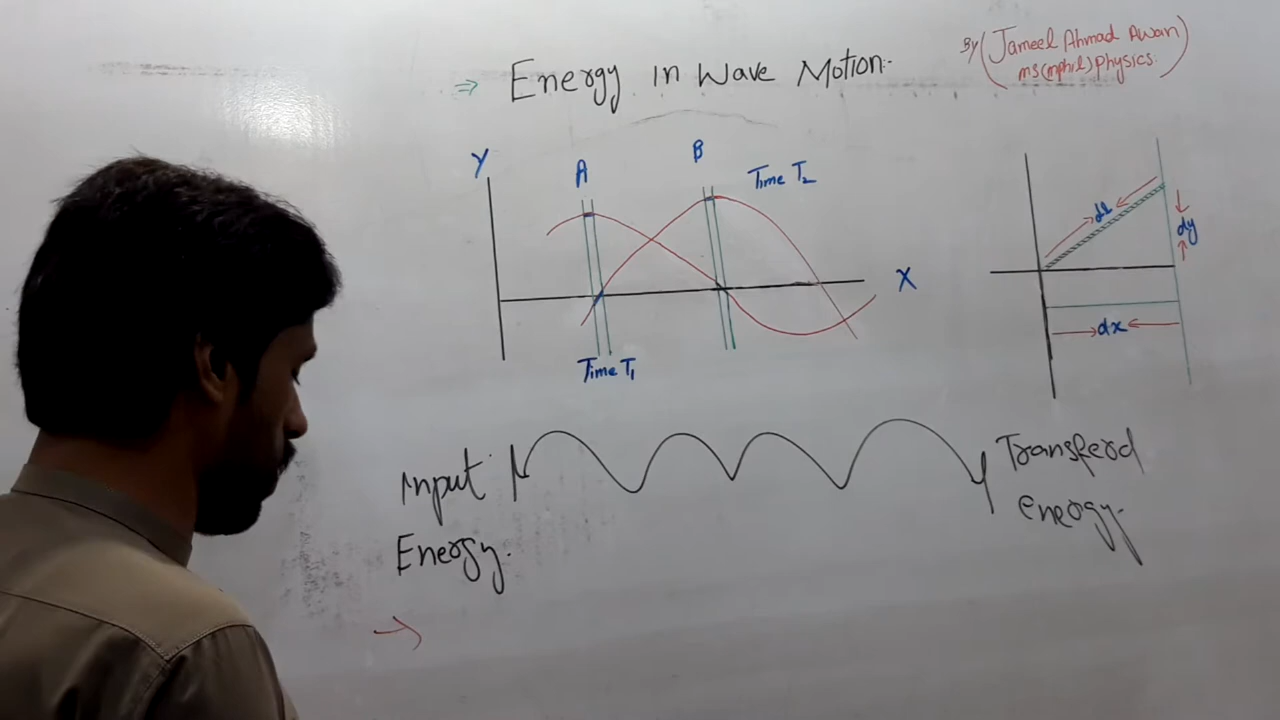 ⇒ Energy in Wave Motion:-
By (Jameel Ahmad Awan
ms(mphil) Physics.)
Y
A
B
Time T2
X
Time T1
dl
dy
dx
Input
Energy.
Transferd
energy.
→